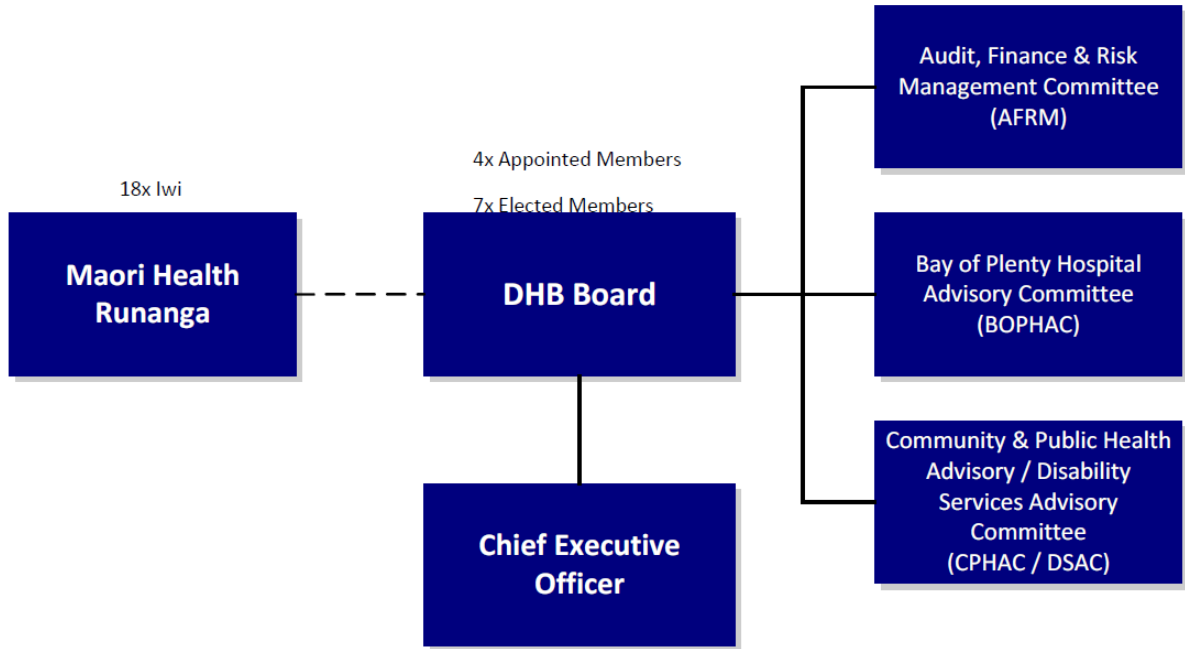 18x Iwi
Maori Health
Runanga
4x Appointed Members
7x Elected Members
DHB Board
Chief Executive
Officer
Audit, Finance & Risk
Management Committee
(AFRM)
Bay of Plenty Hospital
Advisory Committee
(BOPHAC)
Community & Public Health
Advisory / Disability
Services Advisory
Committee
(CPHAC / DSAC)